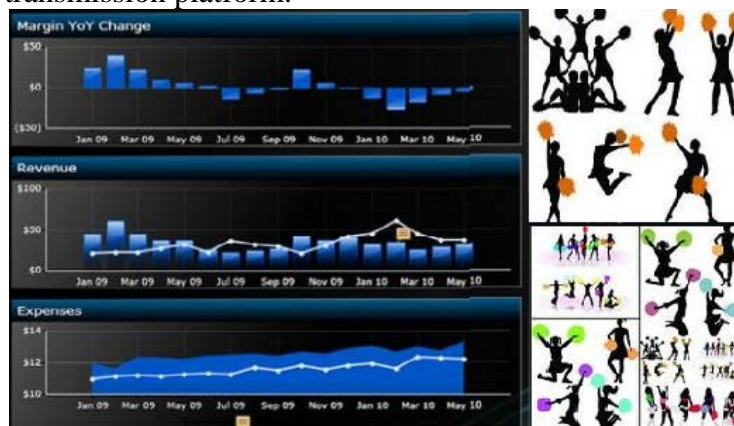 transmission platform.
Margin YoY Change
$30
$0
($30)
Jan 09 Mar 09 May 09 Jul 09 Sep 09 Nov 09 Jan 10 Mar 10 May 10
Revenue
$100
$50
$0
Jan 09 Mar 09 May 09 Jul 09 Sep 09 Nov 09 Jan 10 Mar 10 May 10
Expenses
$14
$12
$10
Jan 09 Mar 09 May 09 Jul 09 Sep 09 Nov 09 Jan 10 Mar 10 May 10